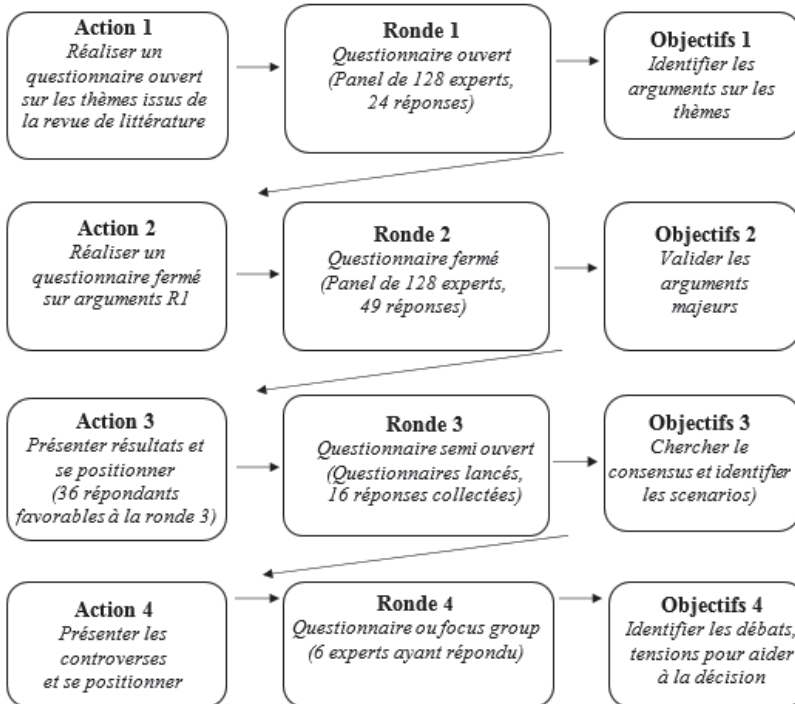 Action 1
Réaliser un
questionnaire ouvert
sur les thèmes issus de
la revue de littérature
Ronde 1
Questionnaire ouvert
(Panel de 128 experts,
24 réponses)
Objectifs 1
Identifier les
arguments sur les
thèmes
Action 2
Réaliser un
questionnaire fermé
sur arguments R1
Ronde 2
Questionnaire fermé
(Panel de 128 experts,
49 réponses)
Objectifs 2
Valider les
arguments
majeurs
Action 3
Présenter résultats et
se positionner
(36 répondants
favorables à la ronde 3)
Ronde 3
Questionnaire semi ouvert
(Questionnaires lancés,
16 réponses collectées)
Objectifs 3
Chercher le
consensus et identifier
les scenarios)
Action 4
Présenter les
controverses
et se positionner
Ronde 4
Questionnaire ou focus group
(6 experts ayant répondu)
Objectifs 4
Identifier les débats,
tensions pour aider
à la décision